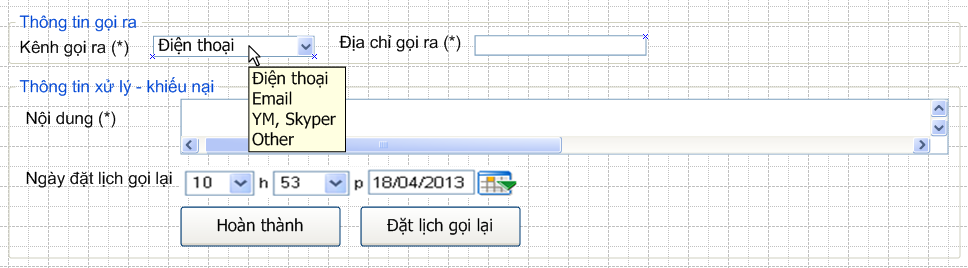 Thông tin gọi ra
Kênh gọi ra (*) Điện thoại Địa chỉ gọi ra (*)
Điện thoại
Email
YM, Skyper
Other
Thông tin xử lý - khiếu nại
Nội dung (*)
Ngày đặt lịch gọi lại 10 h 53 p 18/04/2013
Hoàn thành Đặt lịch gọi lại